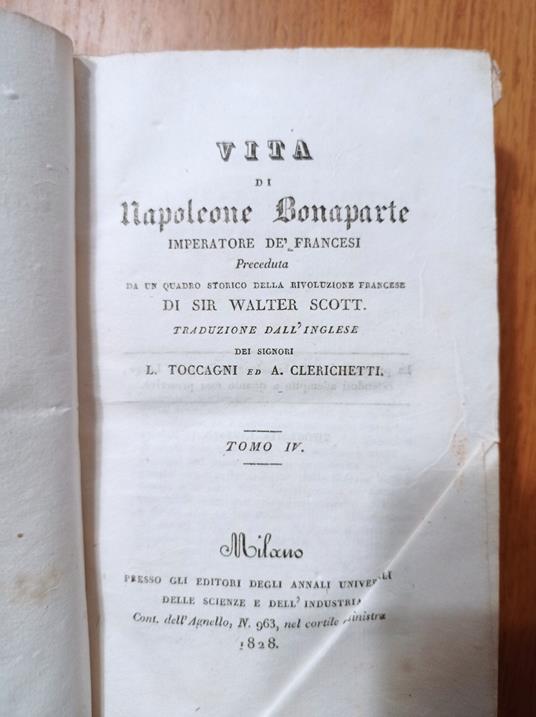 VITA
DI
Napoleone Bonaparte
IMPERATORE DE' FRANCESI
Preceduta
DA UN QUADRO STORICO DELLA RIVOLUZIONE FRANCESE
DI SIR WALTER SCOTT.
TRADUZIONE DALL'INGLESE
DEI SIGNORI
L. TOCCAGNI ED A. CLERICHETTI.
TOMO IV.
Milano
PRESSO GLI EDITORI DEGLI ANNALI UNIVERSALI
DELLE SCIENZE E DELL'INDUSTRIA
Cont. dell'Agnello, N. 963, nel cortile a sinistra
1828.